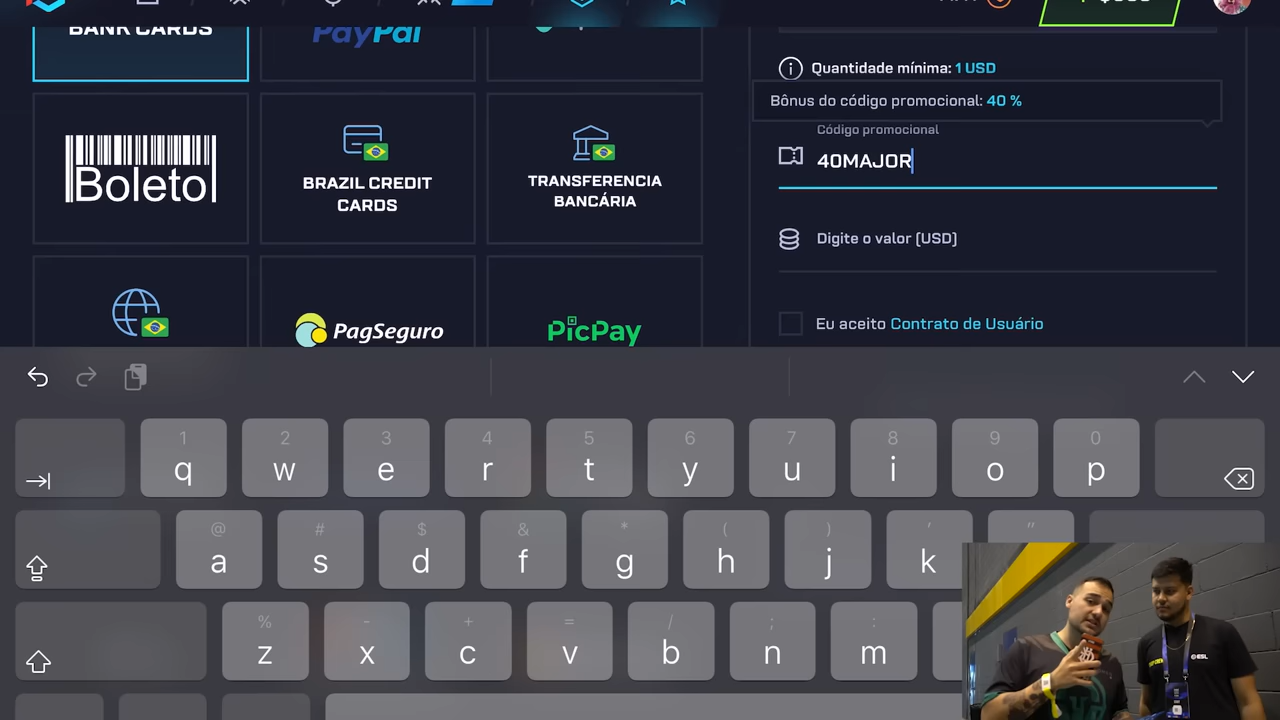 BANK CARDS
PayPal
Quantidade mínima: 1 USD
Bônus do código promocional: 40 %
Código promocional
40MAJOR
Boleto
BRAZIL CREDIT
CARDS
TRANSFERENCIA
BANCÁRIA
Digite o valor (USD)
PagSeguro
PicPay
Eu aceito Contrato de Usuário
1 2 3 4 5 6 7 8 9 0
q w e r t y u i o p
@ # $ & * ( ) ' "
a s d f g h j k
% - + = / ; :
z x c v b n m
ESL